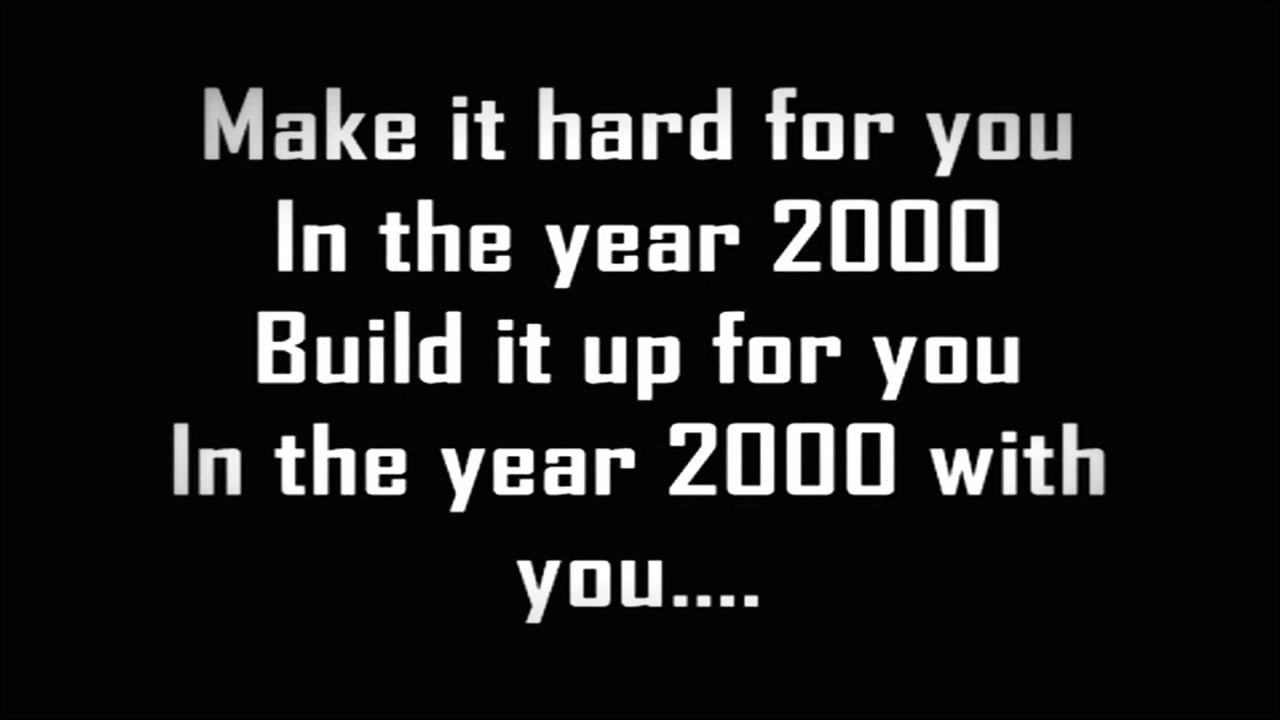 Make it hard for you
In the year 2000
Build it up for you
In the year 2000 with
you....